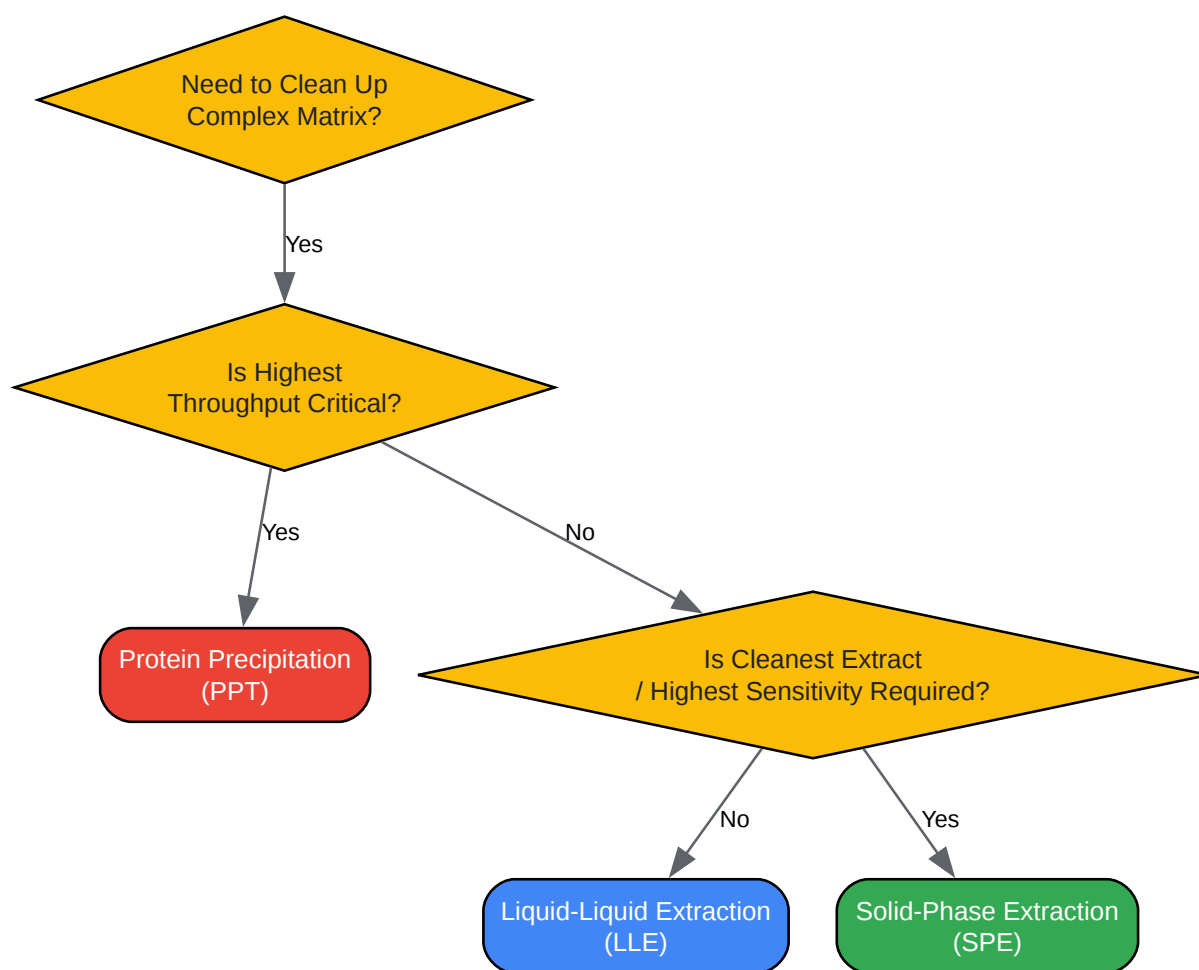 Need to Clean Up
Complex Matrix?
Yes
Is Highest
Throughput Critical?
Yes
No
Protein Precipitation
(PPT)
Is Cleanest Extract
/ Highest Sensitivity Required?
No
Yes
Liquid-Liquid Extraction
(LLE)
Solid-Phase Extraction
(SPE)